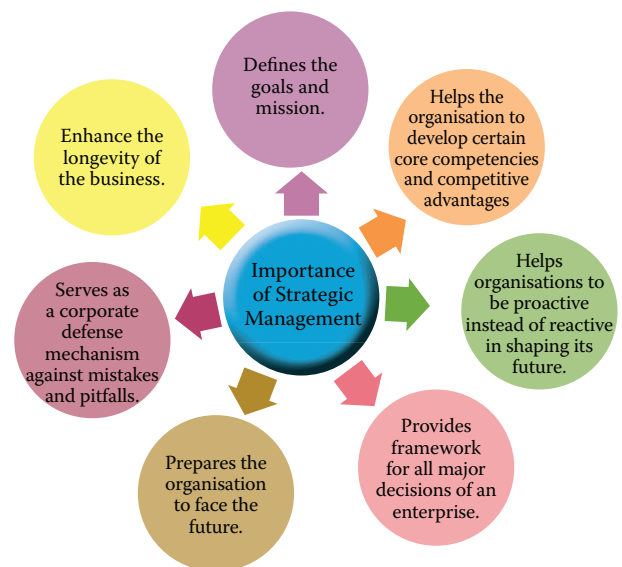 Defines the
goals and
mission.
Helps the
organisation to
develop certain
core competencies
and competitive
advantages
Helps
organisations to
be proactive
instead of reactive
in shaping its
future.
Provides
framework
for all major
decisions of an
enterprise.
Prepares the
organisation
to face the
future.
Serves as
a corporate
defense
mechanism
against mistakes
and pitfalls.
Enhance the
longevity of
the business.
Importance
of Strategic
Management